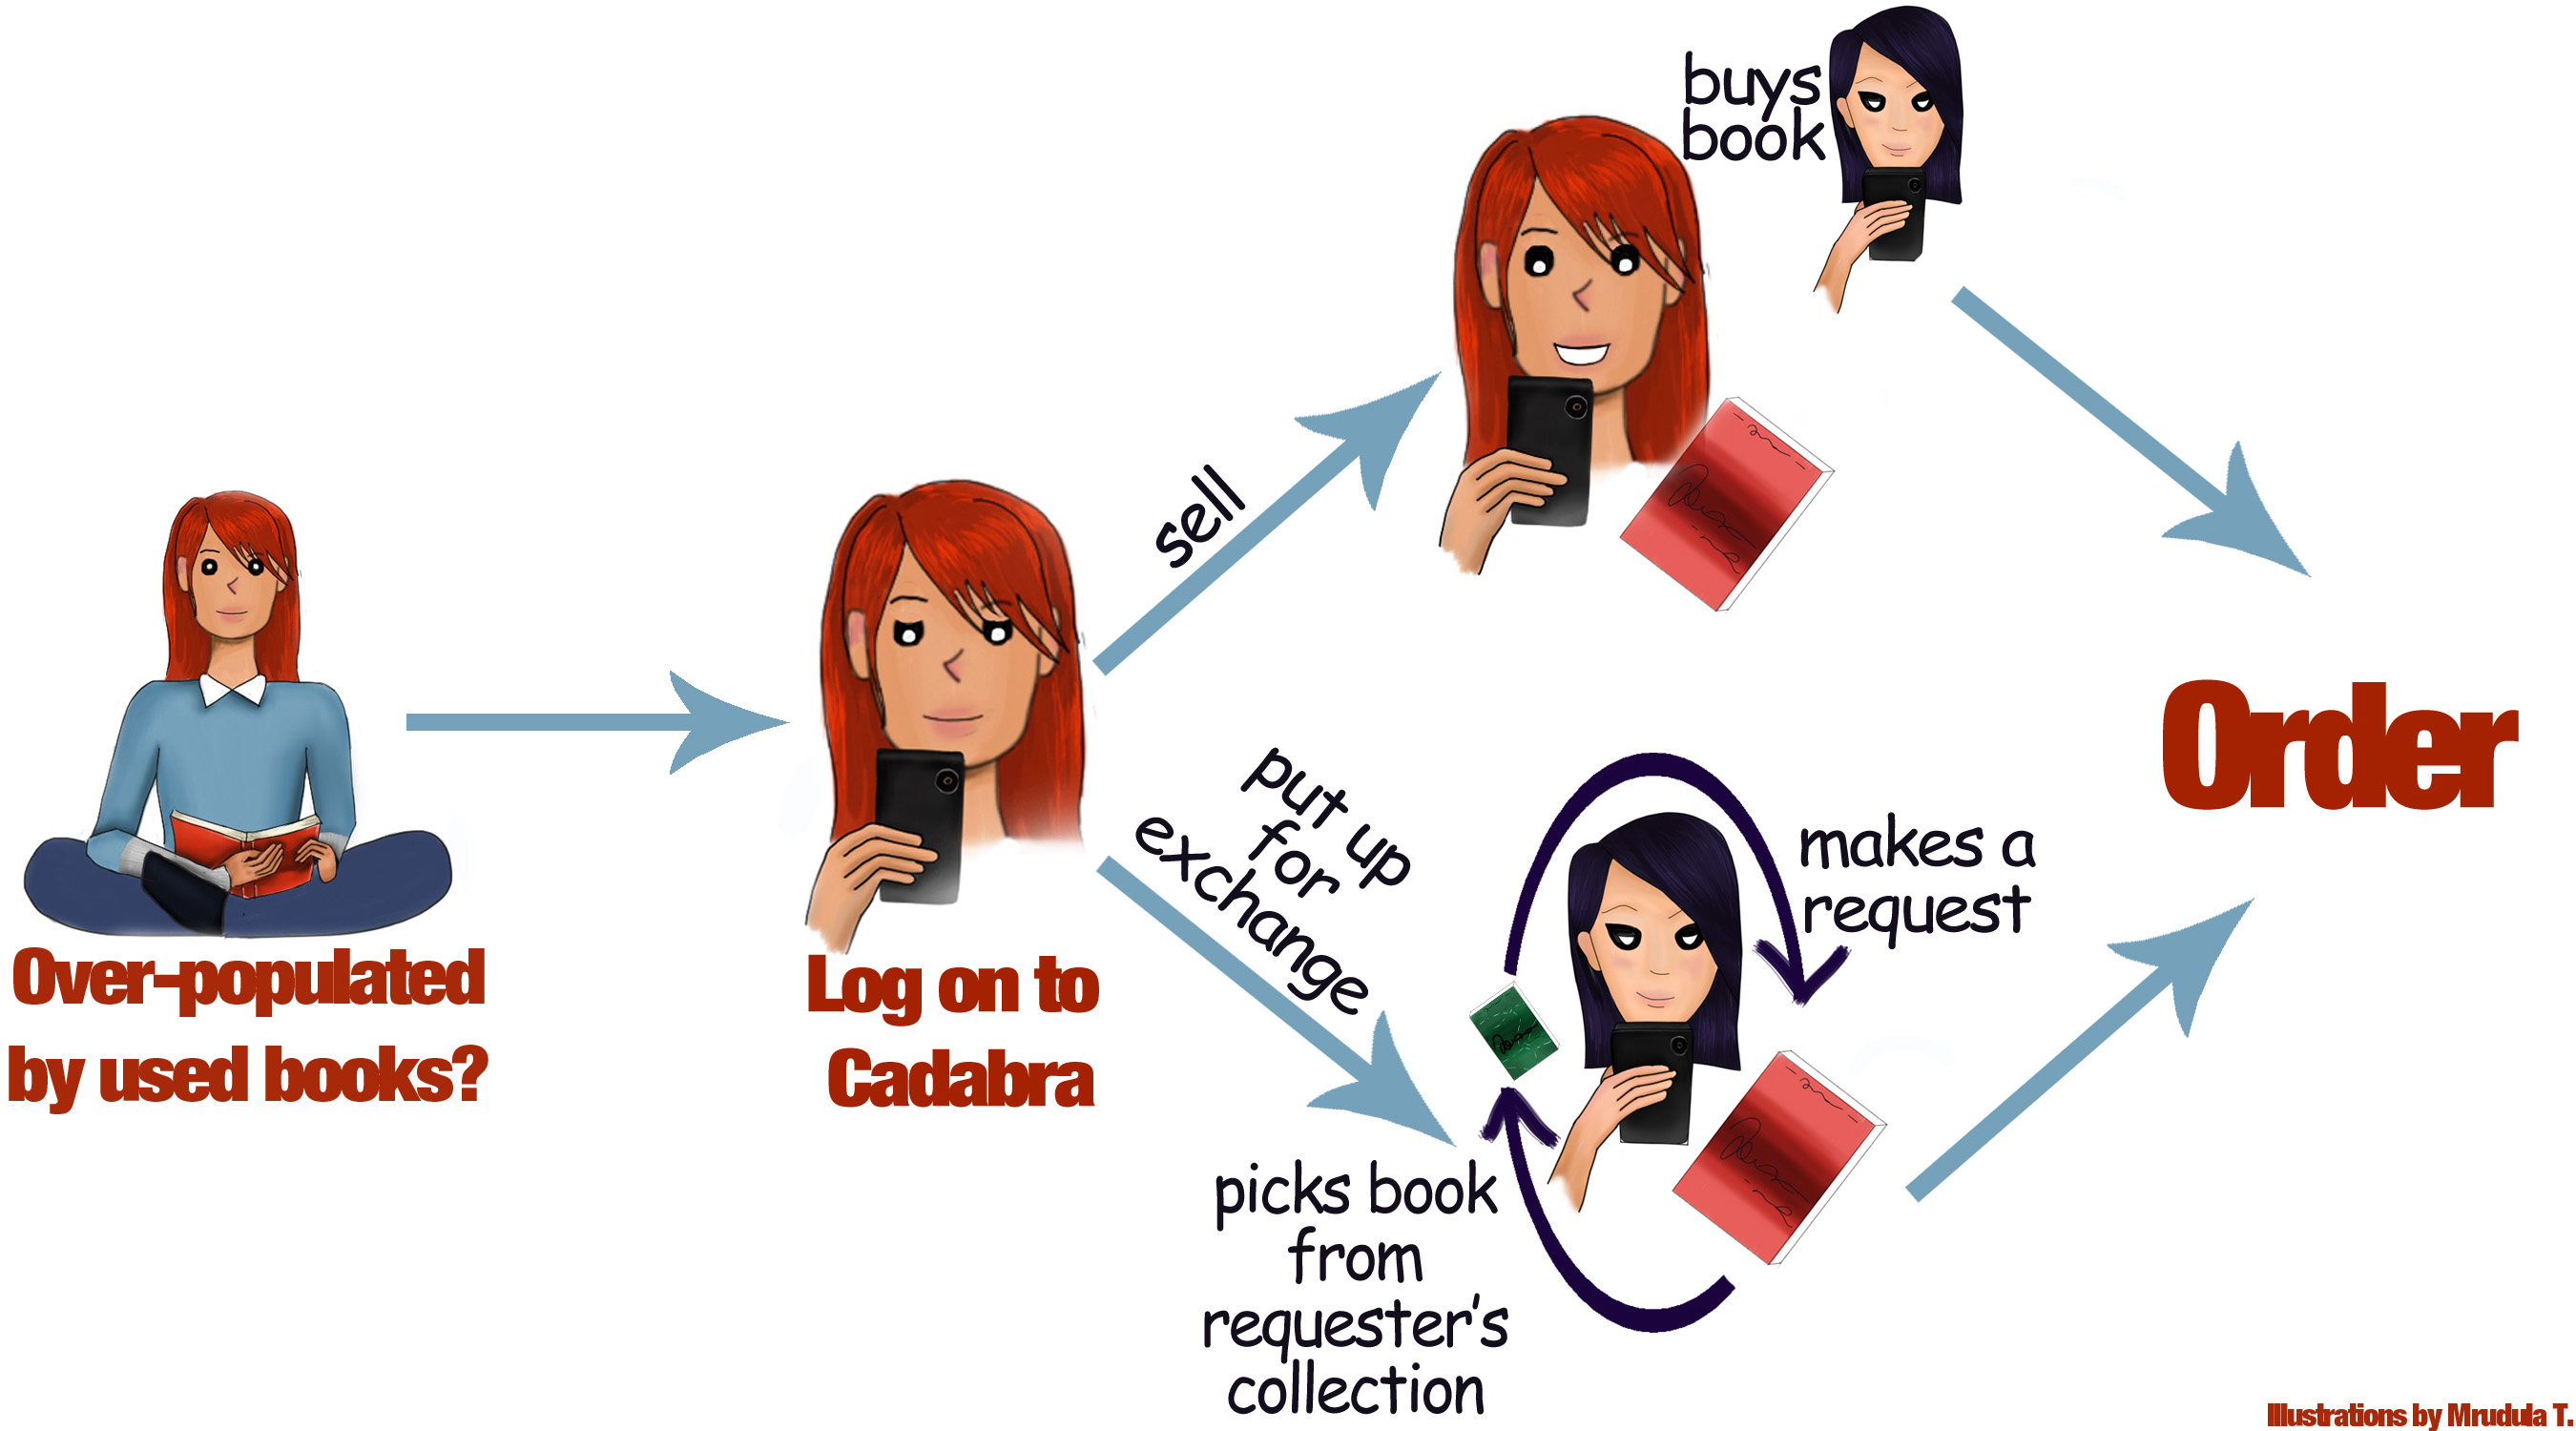 Over-populated
by used books?
Log on to
Cadabra
sell
buys
book
put up
for
exchange
makes a
request
picks book
from
requester's
collection
Order
Illustrations by Mrudula T.